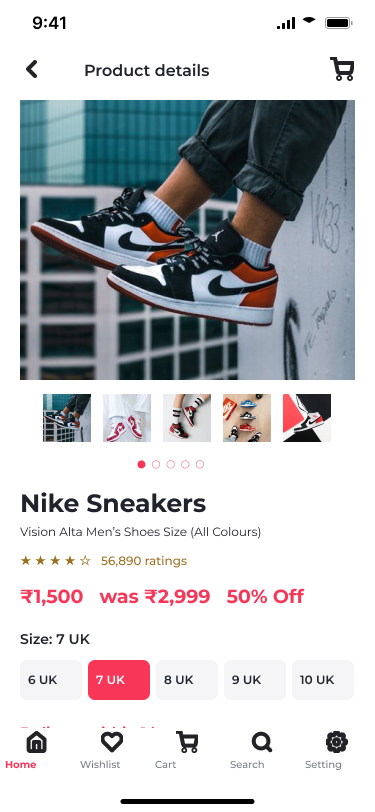 9:41
Product details
Nike Sneakers
Vision Alta Men’s Shoes Size (All Colours)
★ ★ ★ ★ ☆ 56,890 ratings
₹1,500 was ₹2,999 50% Off
Size: 7 UK
6 UK 7 UK 8 UK 9 UK 10 UK
Home Wishlist Cart Search Setting